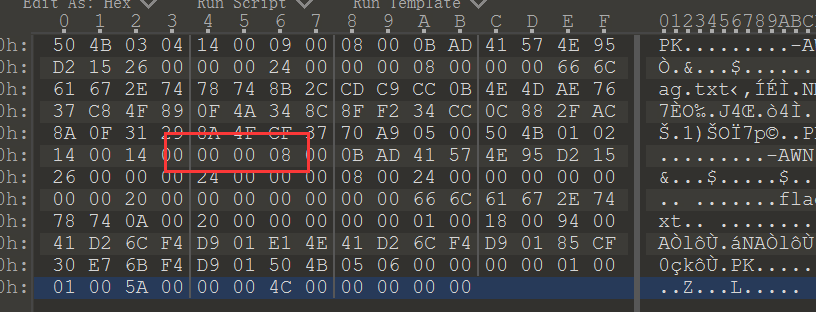 Edit As: Hex Run Script Run Template
0 1 2 3 4 5 6 7 8 9 A B C D E F 0123456789ABC
0h: 50 4B 03 04 14 00 09 00 08 00 0B AD 41 57 4E 95 PK.........-AW
0h: D2 15 26 00 00 00 24 00 00 00 08 00 00 00 66 6C Ò.&...$.......
0h: 61 67 2E 74 78 74 8B 2C CD C9 CC 0B 4E 4D AE 76 ag.txt‹,ÍÉÌ.NM
0h: 37 C8 4F 89 0F 4A 34 8C 8F F2 34 CC 0C 88 2F AC 7ÈO‰.J4Œ.ò4Ì.
0h: 8A 0F 31 29 8A 4F CF 37 70 A9 05 00 50 4B 01 02 Š.1)ŠOÏ7p©..P
0h: 14 00 14 00 00 00 08 00 0B AD 41 57 4E 95 D2 15 .........-AWN
0h: 26 00 00 00 24 00 00 00 08 00 24 00 00 00 00 00 &...$.....$...
0h: 00 00 20 00 00 00 00 00 00 00 66 6C 61 67 2E 74 .. .......flag
0h: 78 74 0A 00 20 00 00 00 00 00 01 00 18 00 94 00 xt.. .........
0h: 41 D2 6C F4 D9 01 E1 4E 41 D2 6C F4 D9 01 85 CF AÒlôÙ.áNAÒlôÙ.
0h: 30 E7 6B F4 D9 01 50 4B 05 06 00 00 00 00 01 00 0çkôÙ.PK......
0h: 01 00 5A 00 00 00 4C 00 00 00 00 00 ..Z...L.....